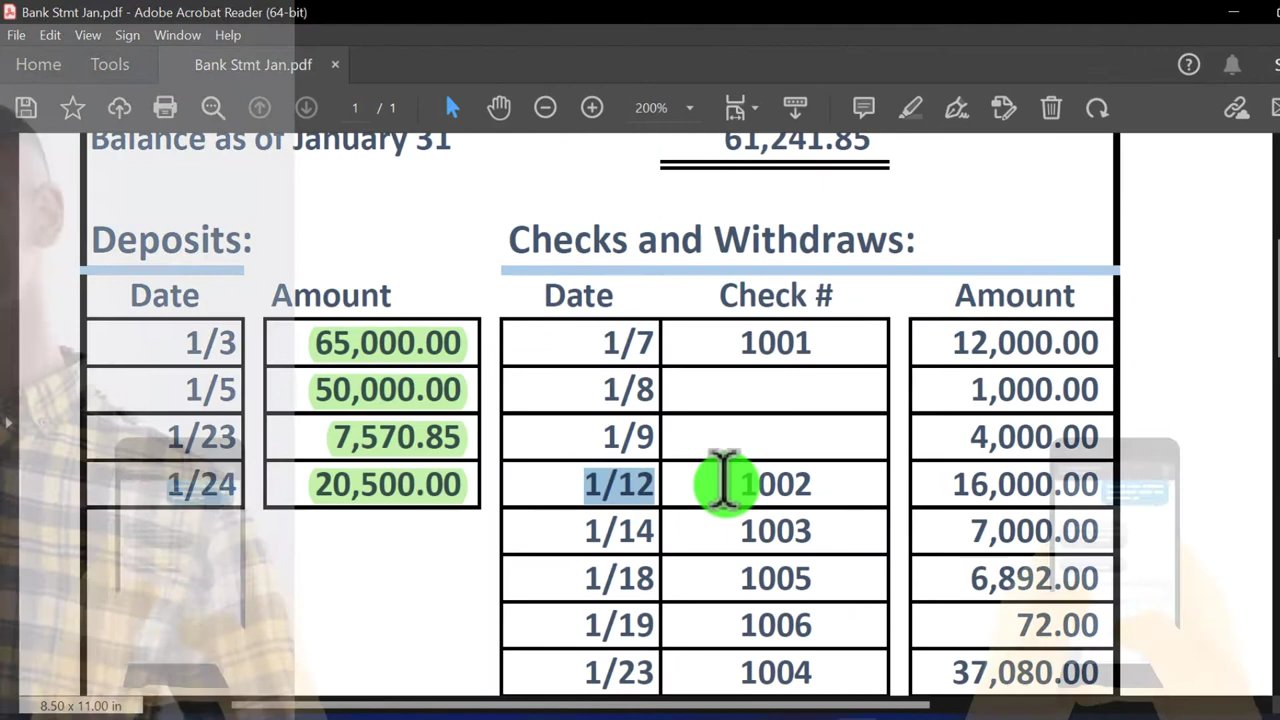 Bank Stmt Jan.pdf - Adobe Acrobat Reader (64-bit)
File Edit View Sign Window Help
Home Tools Bank Stmt Jan.pdf ×
1 / 1 200%
Balance as of January 31 61,241.85
Deposits: Checks and Withdraws:
Date Amount Date Check # Amount
1/3 65,000.00 1/7 1001 12,000.00
1/5 50,000.00 1/8 1,000.00
1/23 7,570.85 1/9 4,000.00
1/24 20,500.00 1/12 1002 16,000.00
1/14 1003 7,000.00
1/18 1005 6,892.00
1/19 1006 72.00
1/23 1004 37,080.00
8.50 x 11.00 in